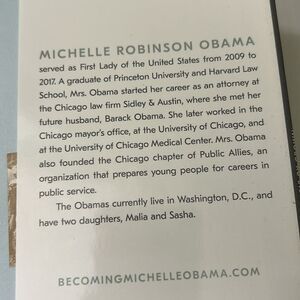 MICHELLE ROBINSON OBAMA
served as First Lady of the United States from 2009 to
2017. A graduate of Princeton University and Harvard Law
School, Mrs. Obama started her career as an attorney at
the Chicago law firm Sidley & Austin, where she met her
future husband, Barack Obama. She later worked in the
Chicago mayor's office, at the University of Chicago, and
at the University of Chicago Medical Center. Mrs. Obama
also founded the Chicago chapter of Public Allies, an
organization that prepares young people for careers in
public service.
The Obamas currently live in Washington, D.C., and
have two daughters, Malia and Sasha.
BECOMINGMICHELLEOBAMA.COM